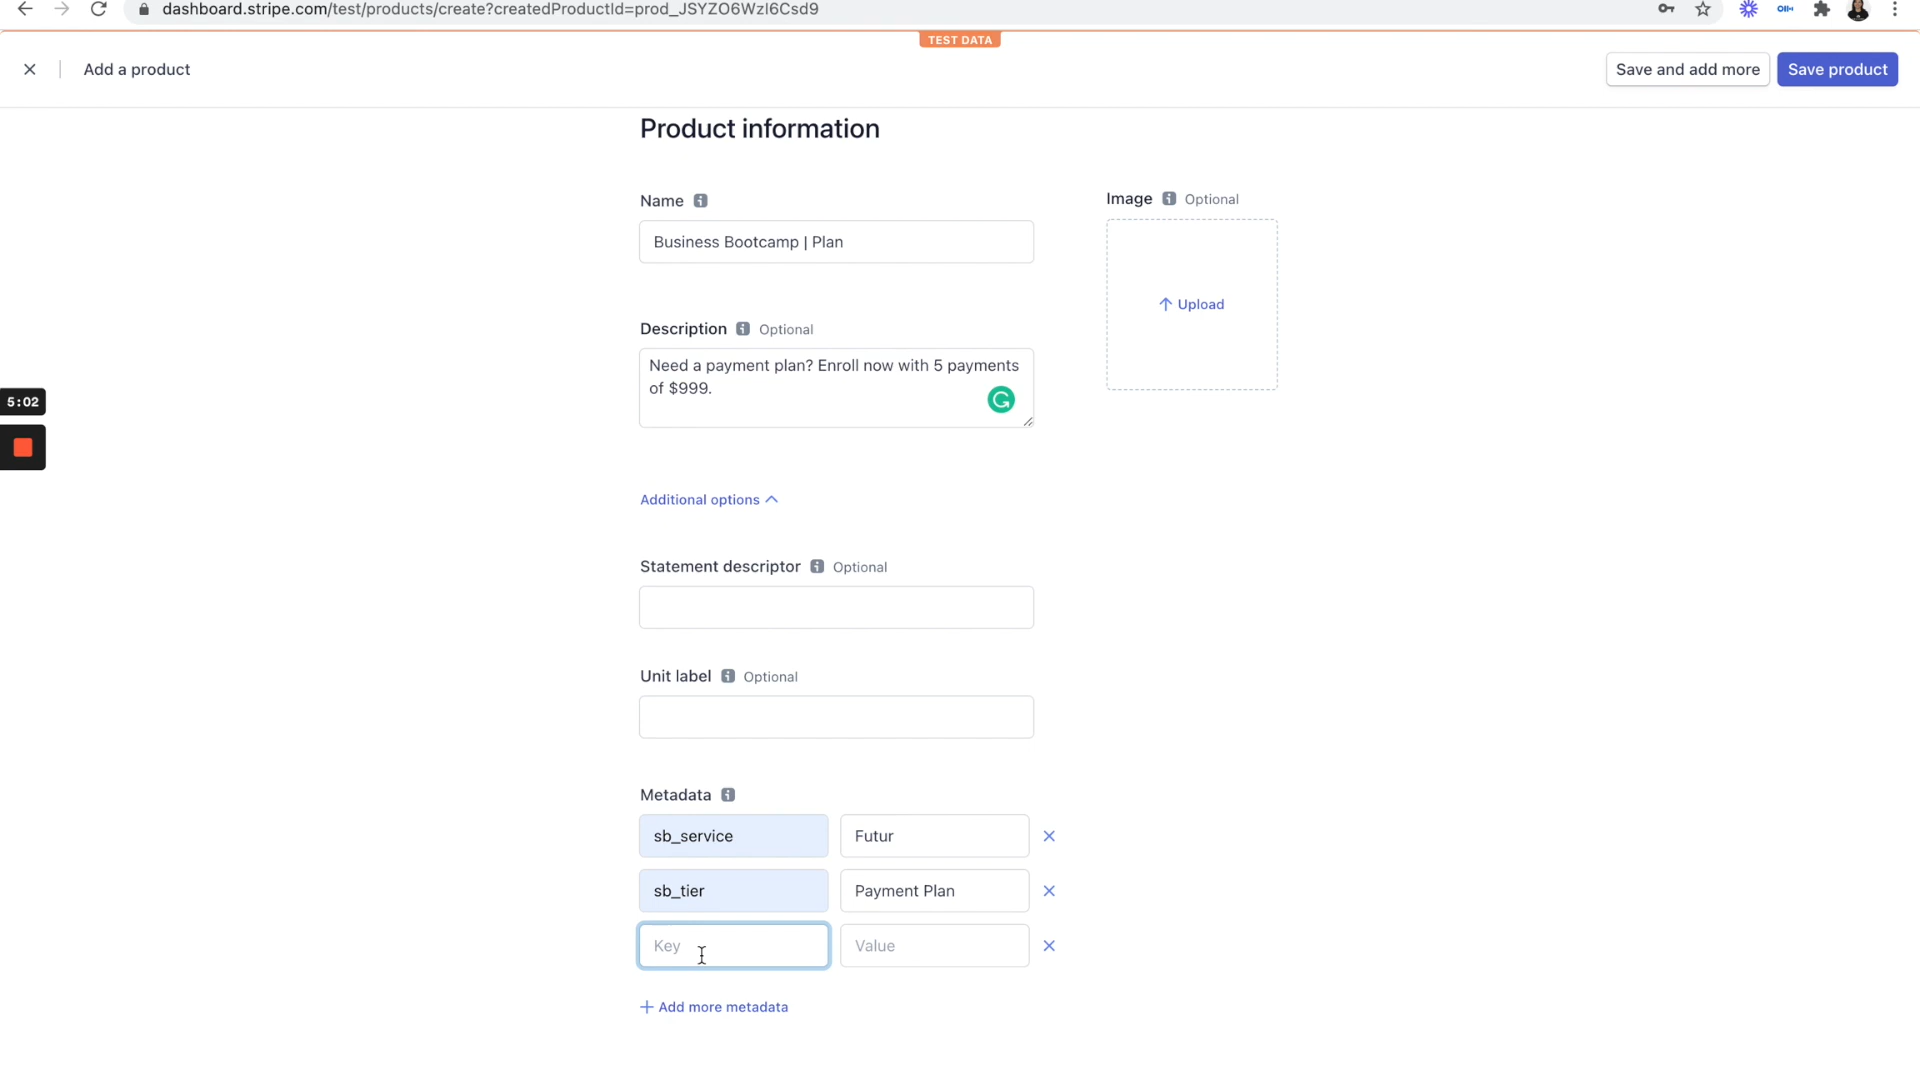 dashboard.stripe.com/test/products/create?createdProductId=prod_JSYZO6Wzl6Csd9
TEST DATA
Add a product
Save and add more
Save product
Product information
Name
Image Optional
Business Bootcamp | Plan
Upload
Description Optional
Need a payment plan? Enroll now with 5 payments
of $999.
5:02
Additional options
Statement descriptor Optional
Unit label Optional
Metadata
sb_service Futur
sb_tier Payment Plan
Key Value
+ Add more metadata